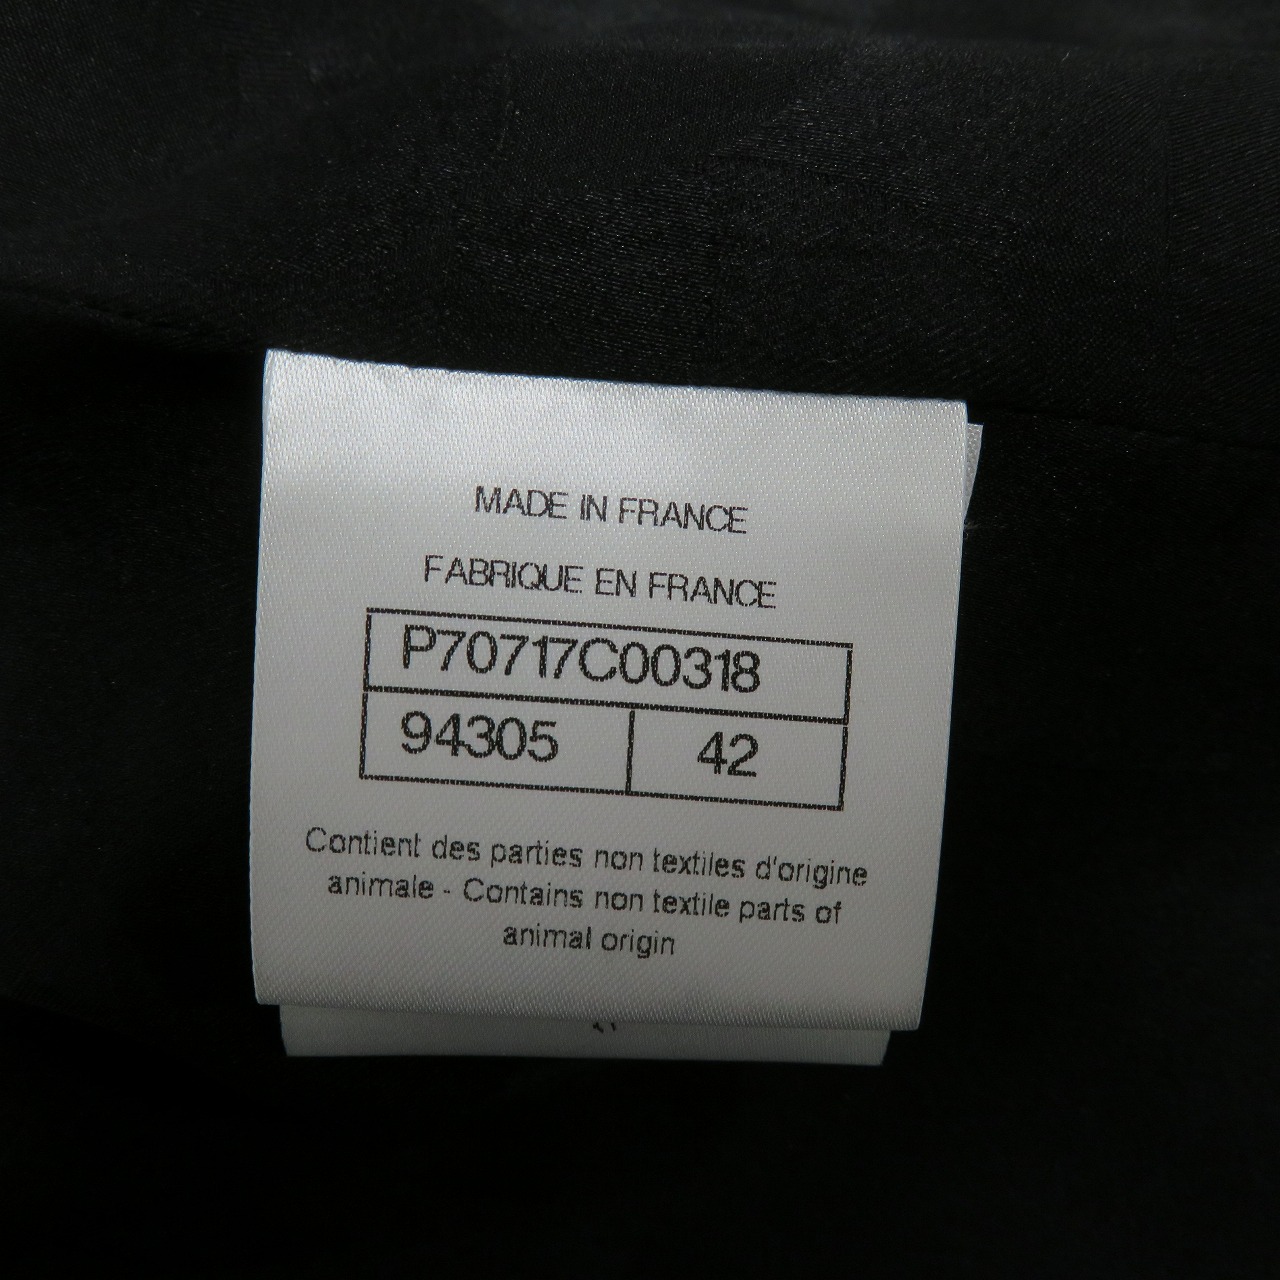 MADE IN FRANCE
FABRIQUE EN FRANCE
P70717C00318
94305 42
Contient des parties non textiles d'origine
animale - Contains non textile parts of
animal origin